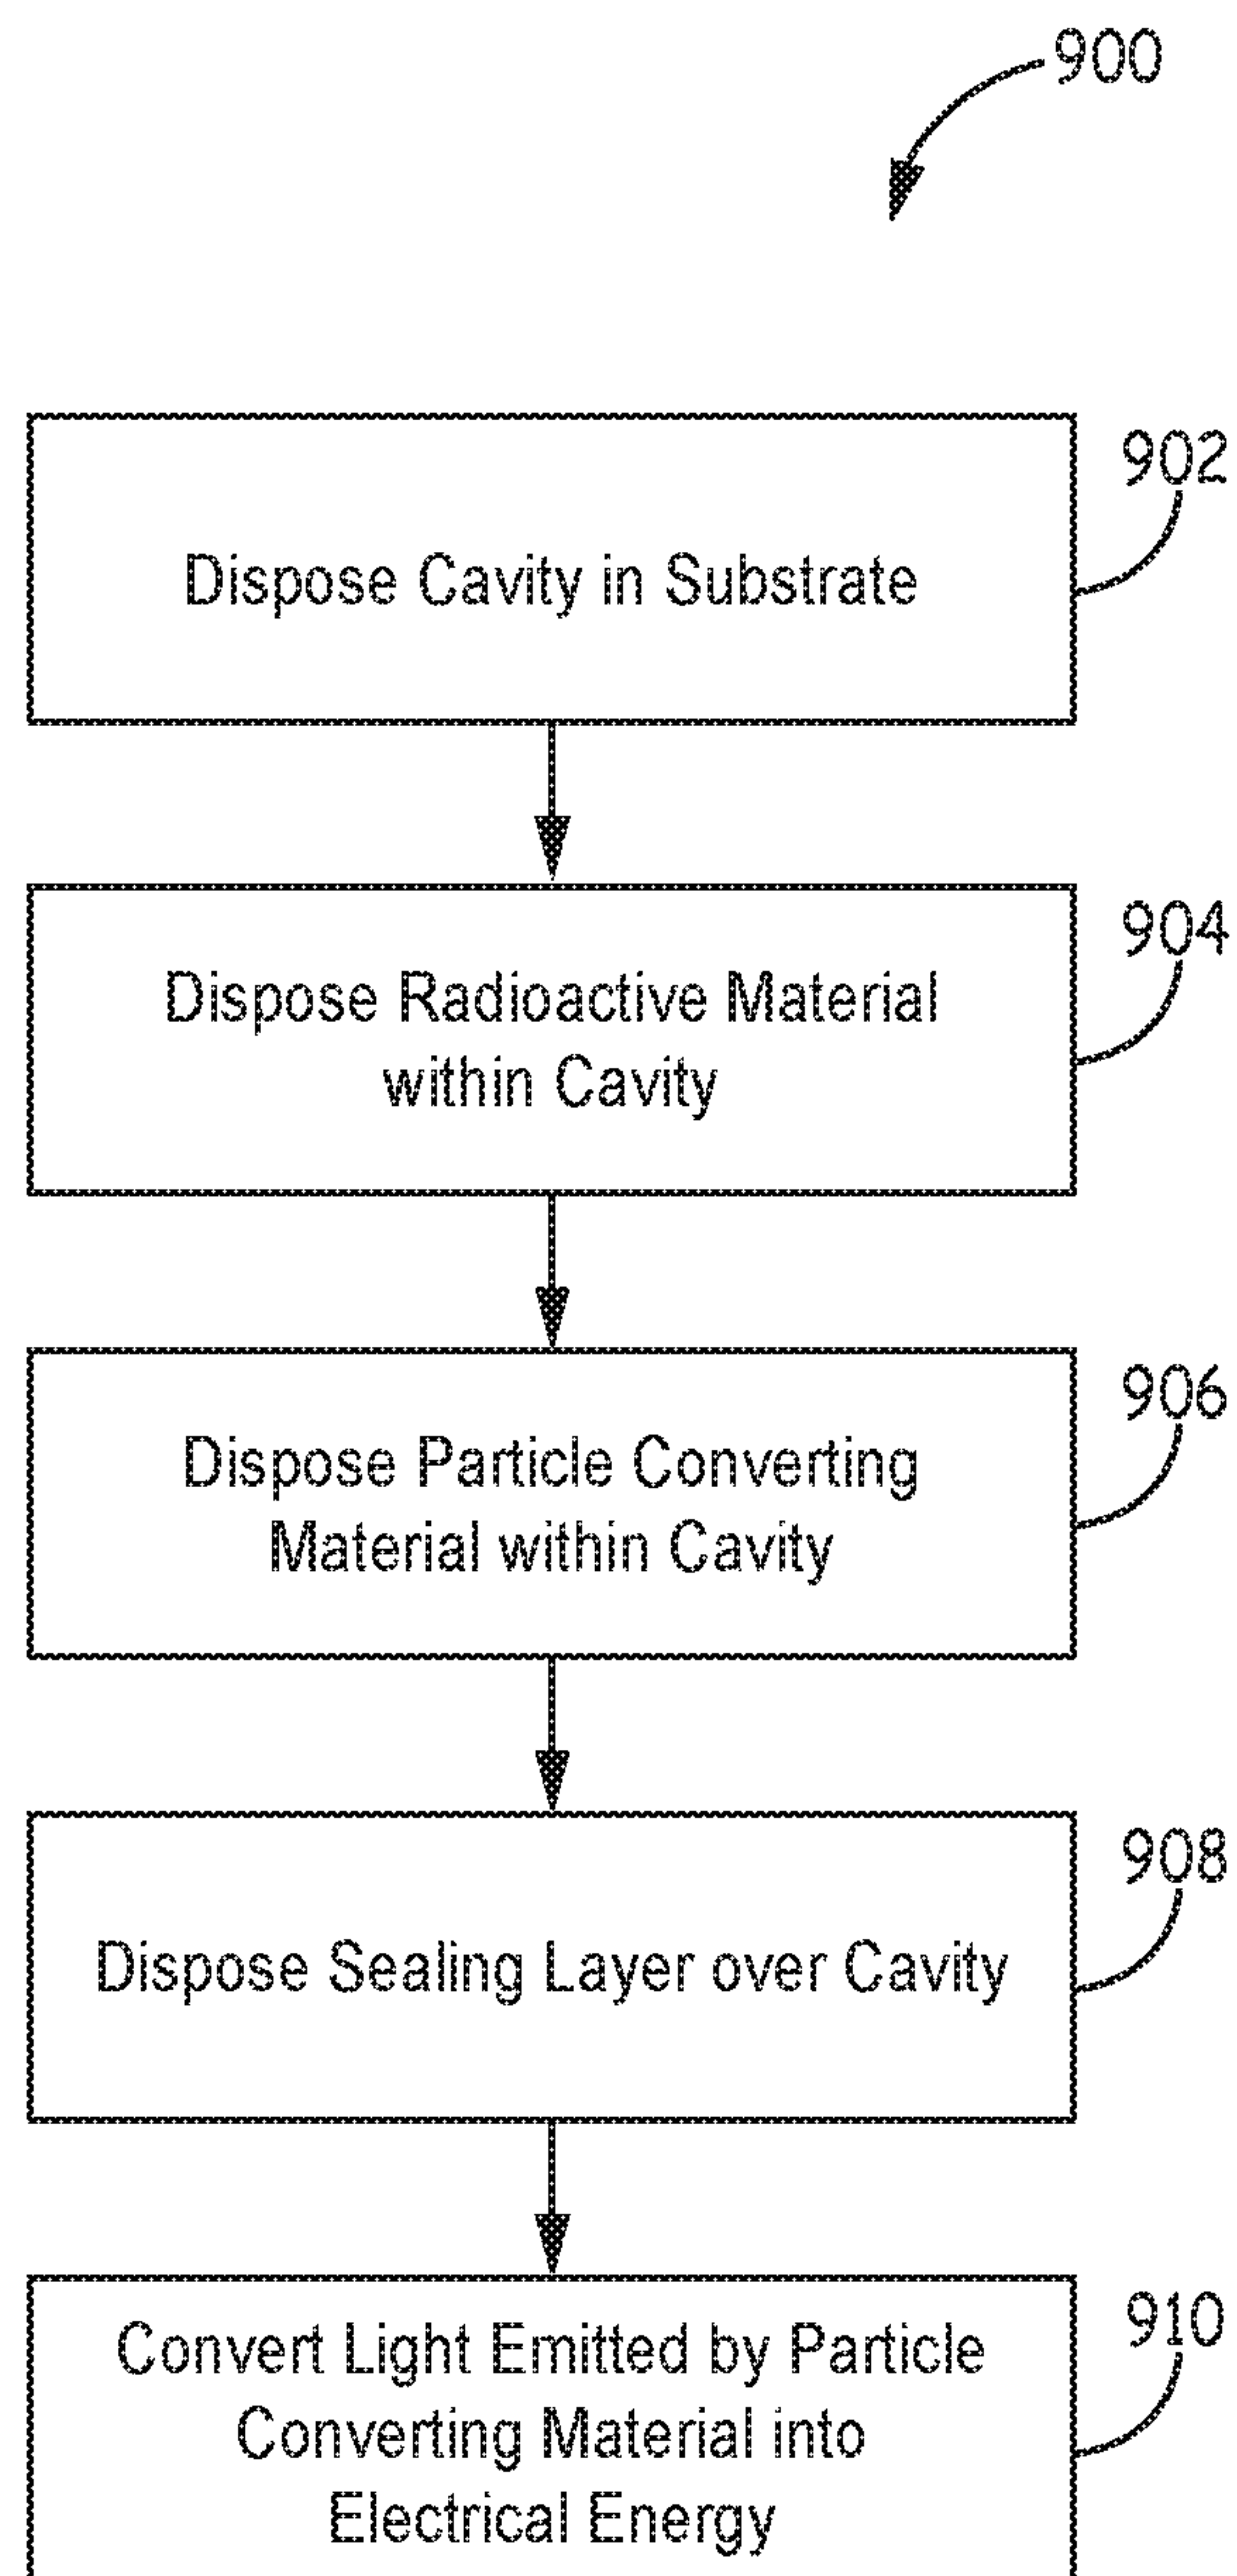 900
902
Dispose Cavity in Substrate
904
Dispose Radioactive Material
within Cavity
906
Dispose Particle Converting
Material within Cavity
908
Dispose Sealing Layer over Cavity
910
Convert Light Emitted by Particle
Converting Material into
Electrical Energy